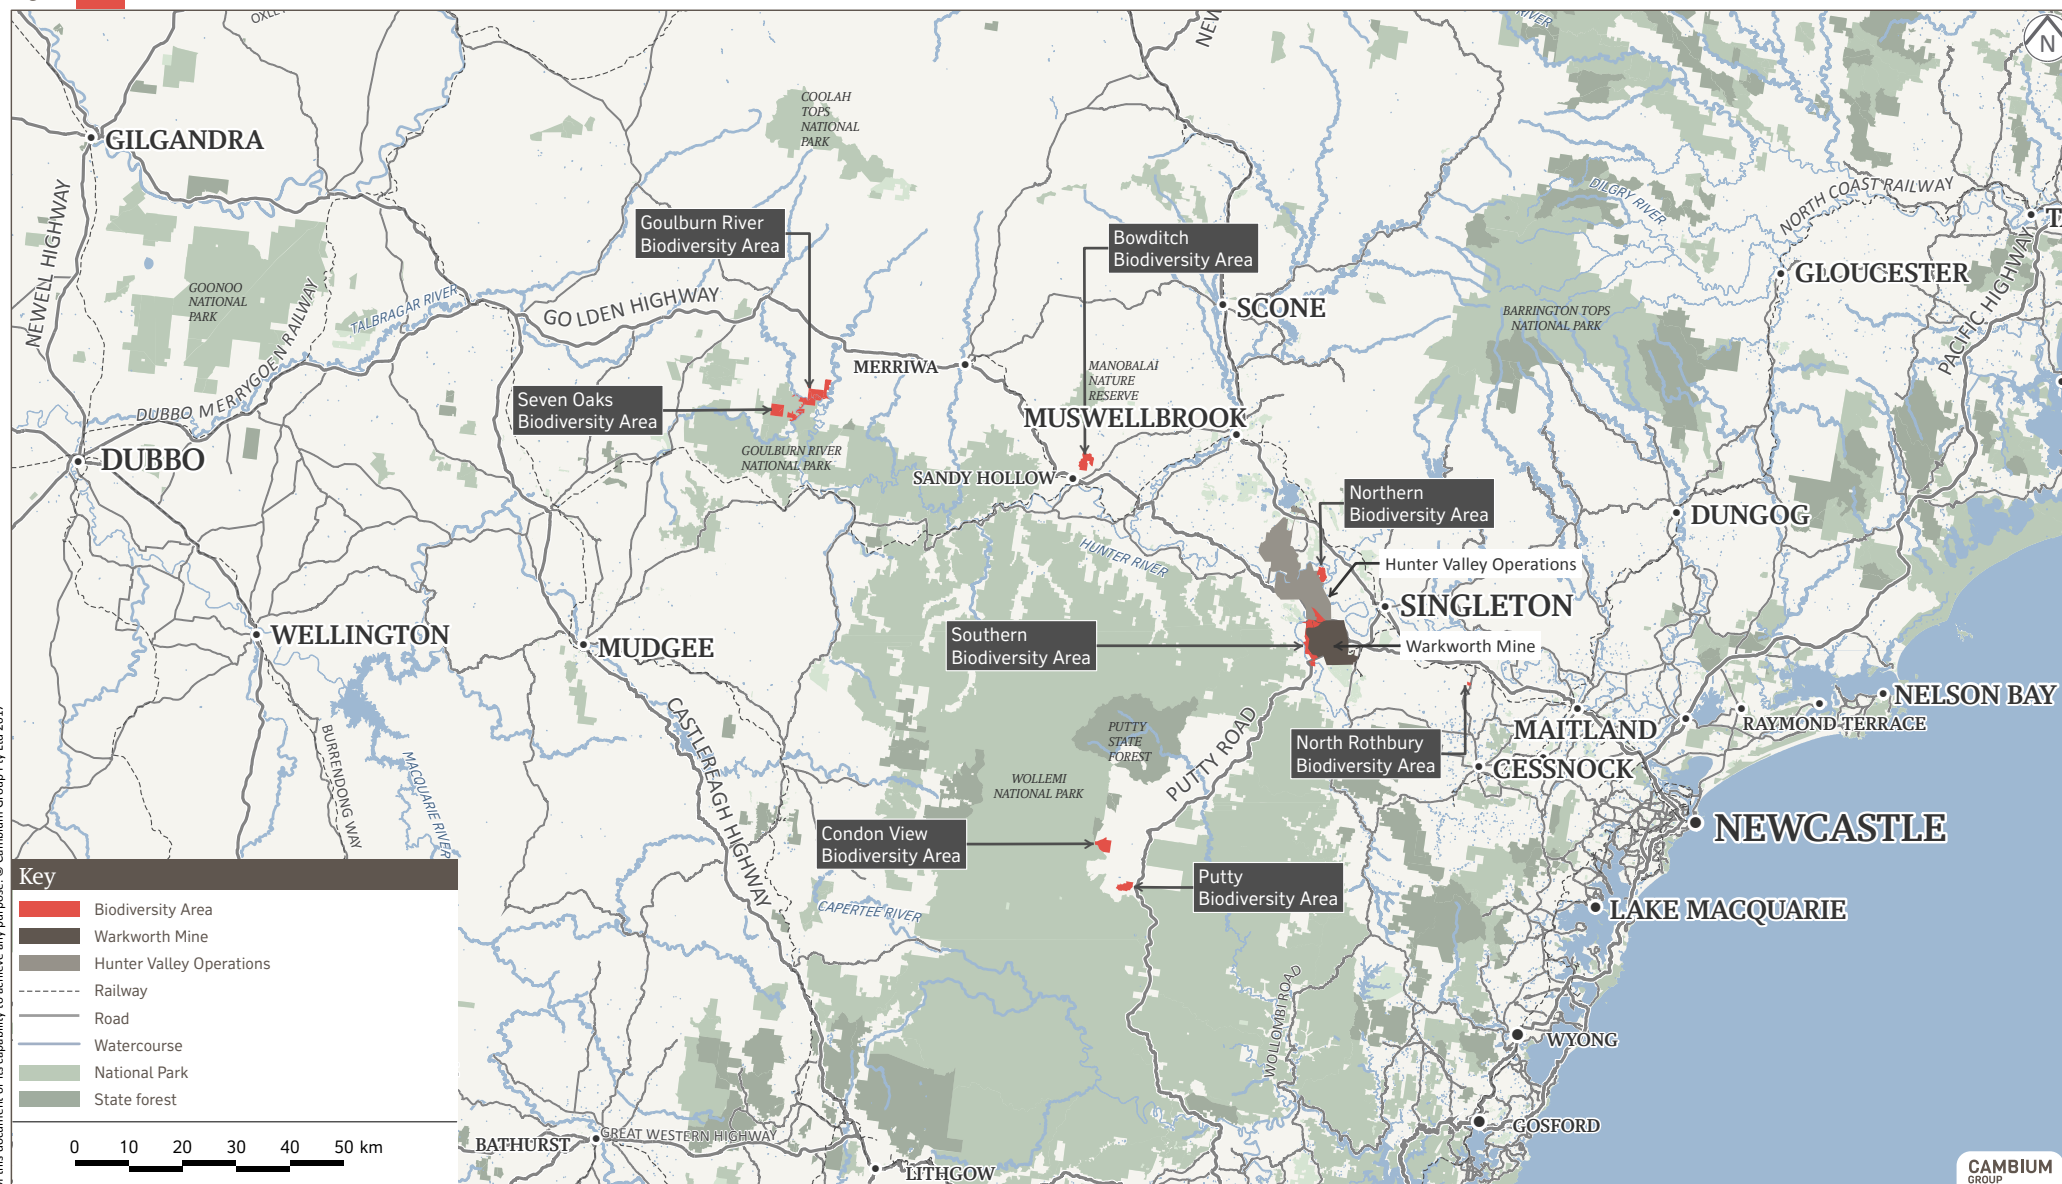 NEW
RIVER
N
COOLAH
TOPS
NATIONAL
PARK
GILGANDRA
NEWELL HIGHWAY
GOONOO
NATIONAL
PARK
TALBRAGAR RIVER
DUBBO MERRYGOEN RAILWAY
Goulburn River
Biodiversity Area
GOLDEN HIGHWAY
Bowditch
Biodiversity Area
SCONE
DILGRY RIVER
NORTH COAST RAILWAY
GLOUCESTER
PACIFIC HIGHWAY
BARRINGTON TOPS
NATIONAL PARK
MERRIWA
MANOBALAI
NATURE
RESERVE
Seven Oaks
Biodiversity Area
MUSWELLBROOK
GOULBURN RIVER
NATIONAL PARK
SANDY HOLLOW
DUBBO
Northern
Biodiversity Area
DUNGOG
HUNTER RIVER
Hunter Valley Operations
SINGLETON
Southern
Biodiversity Area
Warkworth Mine
WELLINGTON
MUDGEE
CASTLEREAGH HIGHWAY
BURRENDONG WAY
MACQUARIE RIVER
PUTTY
STATE
FOREST
PUTTY ROAD
WOLLEMI
NATIONAL PARK
North Rothbury
Biodiversity Area
MAITLAND
CESSNOCK
NELSON BAY
RAYMOND TERRACE
NEWCASTLE
Condon View
Biodiversity Area
Putty
Biodiversity Area
CAPERTEE RIVER
LAKE MACQUARIE
WOLLOMBI ROAD
WYONG
GOSFORD
BATHURST
GREAT WESTERN HIGHWAY
LITHGOW
Key
Biodiversity Area
Warkworth Mine
Hunter Valley Operations
Railway
Road
Watercourse
National Park
State forest
0 10 20 30 40 50 km
CAMBIUM
GROUP